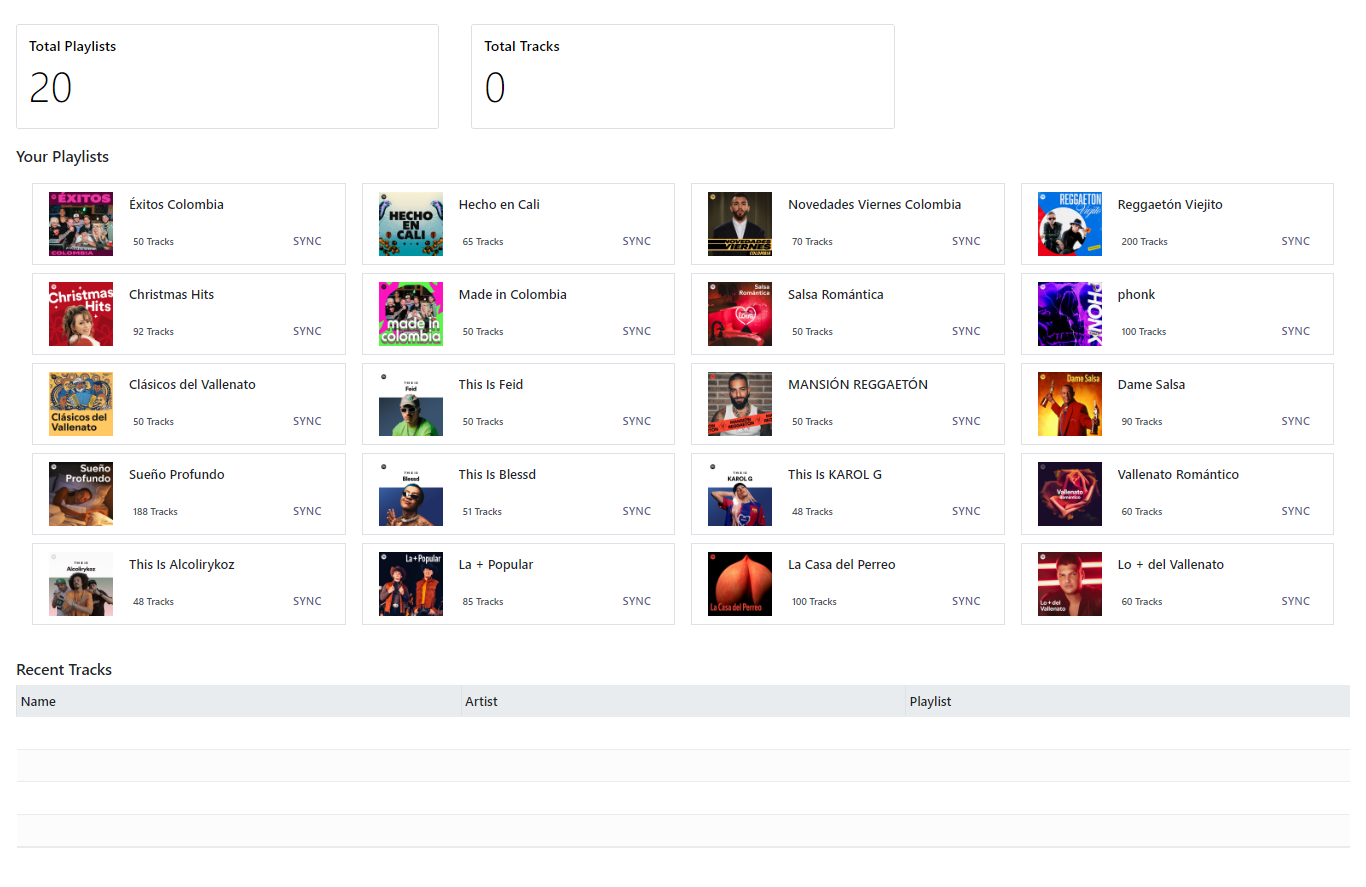 Total Playlists
20
Total Tracks
0
Your Playlists
ÉXITOS
COLOMBIA
Éxitos Colombia
50 Tracks
SYNC
HECHO
EN
CALI
Hecho en Cali
65 Tracks
SYNC
NOVEDADES
VIERNES
COLOMBIA
Novedades Viernes Colombia
70 Tracks
SYNC
REGGAETON
Viejito
Reggaetón Viejito
200 Tracks
SYNC
Christmas
Hits
Christmas Hits
92 Tracks
SYNC
made in
colombia
Made in Colombia
50 Tracks
SYNC
Salsa
Romántica
Salsa Romántica
50 Tracks
SYNC
PHONK
phonk
100 Tracks
SYNC
Clásicos del
Vallenato
Clásicos del Vallenato
50 Tracks
SYNC
THIS IS
Feid
This Is Feid
50 Tracks
SYNC
MANSIÓN
REGGAETÓN
MANSIÓN REGGAETÓN
50 Tracks
SYNC
Dame Salsa
Dame Salsa
90 Tracks
SYNC
Sueño
Profundo
Sueño Profundo
188 Tracks
SYNC
THIS IS
Blessd
This Is Blessd
51 Tracks
SYNC
THIS IS
KAROL G
This Is KAROL G
48 Tracks
SYNC
Vallenato
Romántico
Vallenato Romántico
60 Tracks
SYNC
THIS IS
Alcolirykoz
This Is Alcolirykoz
48 Tracks
SYNC
La + Popular
La + Popular
85 Tracks
SYNC
La Casa del Perreo
La Casa del Perreo
100 Tracks
SYNC
Lo + del
Vallenato
Lo + del Vallenato
60 Tracks
SYNC
Recent Tracks
Name
Artist
Playlist